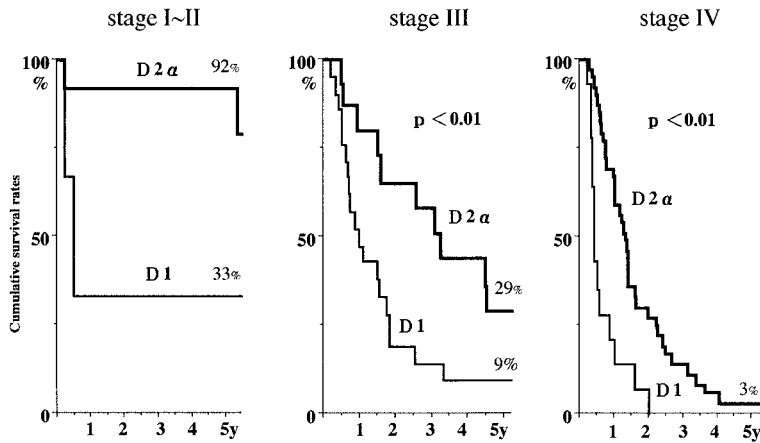 stage I~II
100
%
D 2 α
92%
50
D 1
33%
0
1 2 3 4 5y
Cumulative survival rates
stage III
100
%
p < 0.01
D 2 α
50
D 1
29%
9%
0
1 2 3 4 5y
stage IV
100
%
p < 0.01
D 2 α
50
D 1
3%
0
1 2 3 4 5y